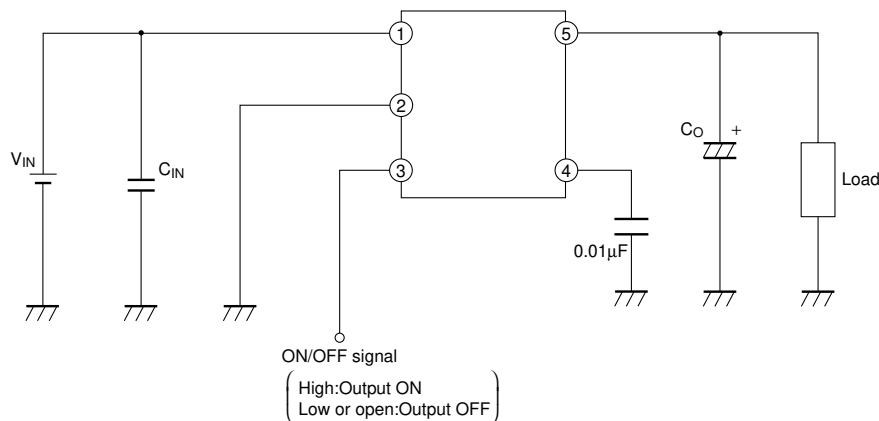 1
5
2
3
4
V_IN
C_IN
C_O +
Load
0.01μF
ON/OFF signal
High:Output ON
Low or open:Output OFF